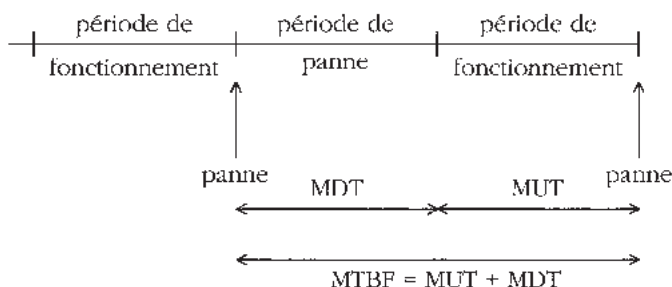 période de période de période de
fonctionnement panne fonctionnement
panne MDT MUT panne
MTBF = MUT + MDT